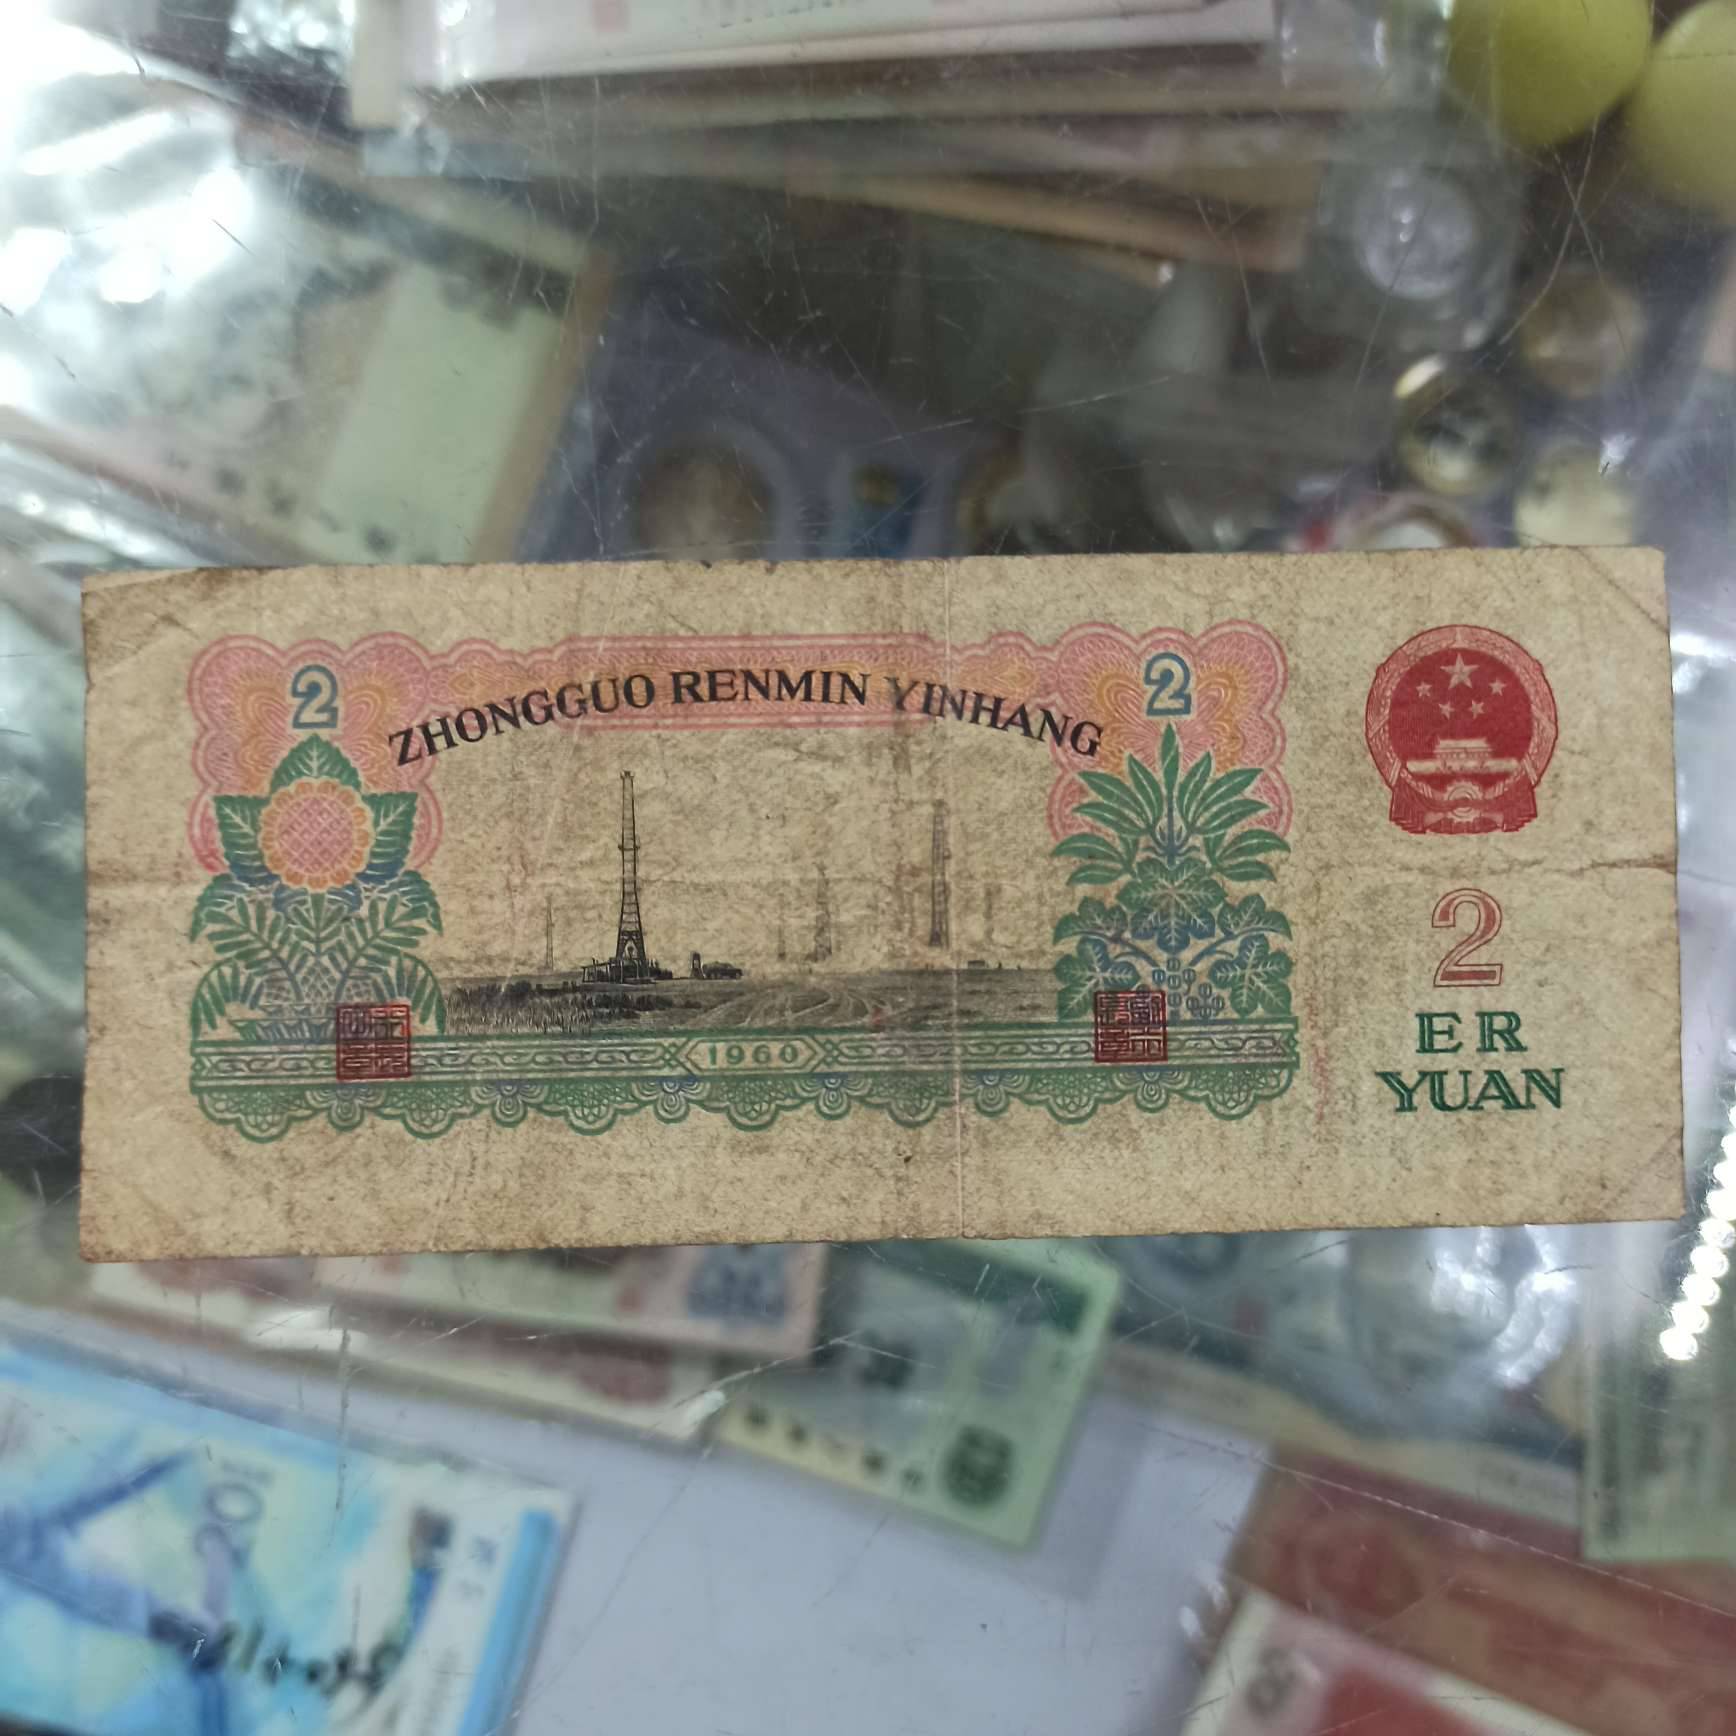 2
2
ZHONGGUO RENMIN YINHANG
1960
2
ER
YUAN